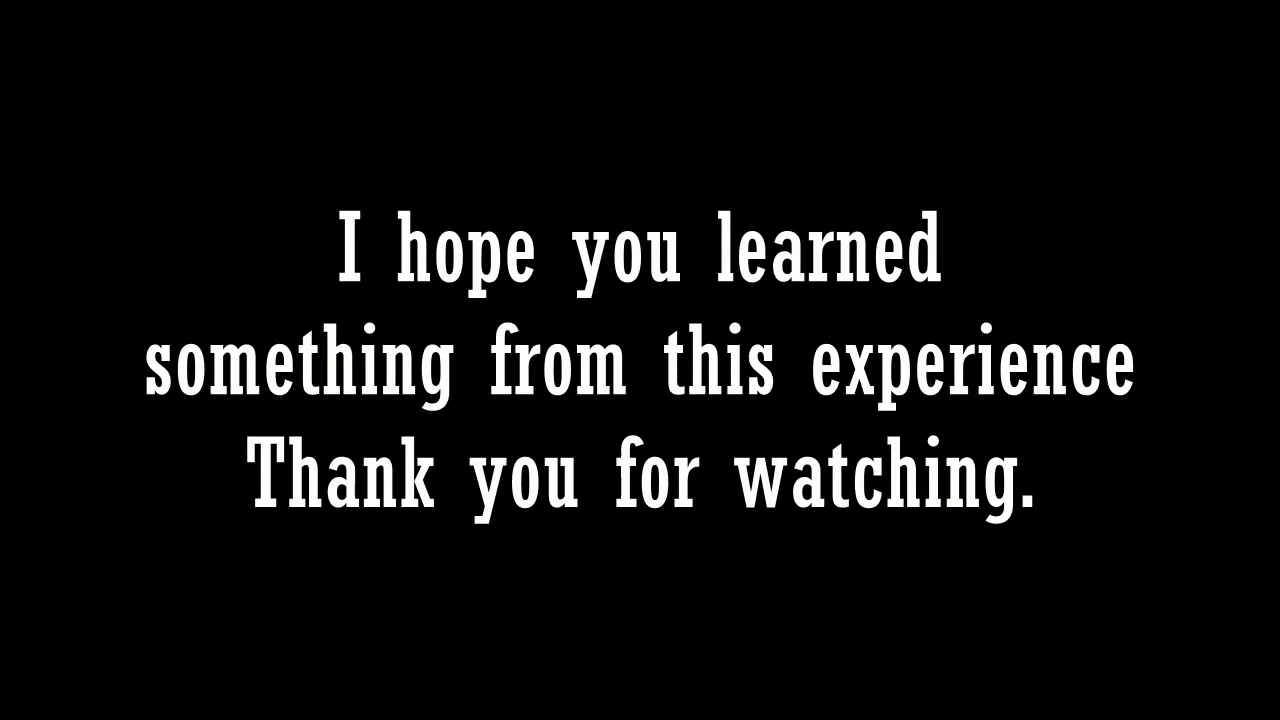 I hope you learned
something from this experience
Thank you for watching.